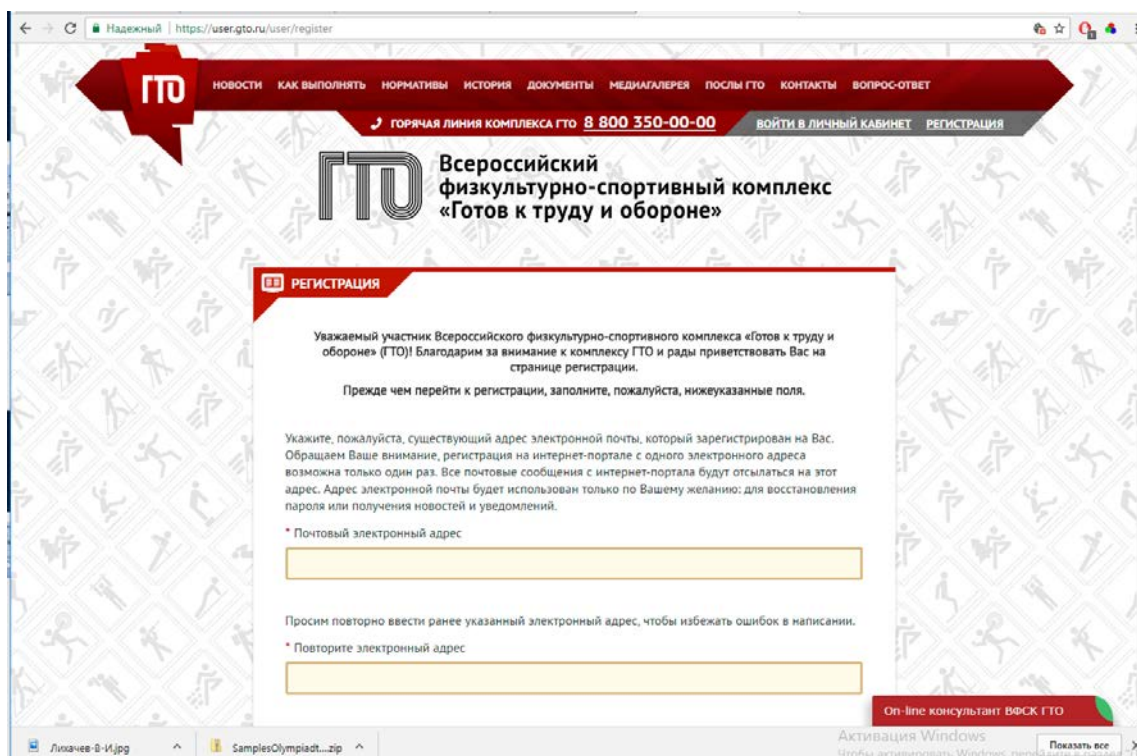 Надежный | https://user.gto.ru/user/register
ГТО
НОВОСТИ КАК ВЫПОЛНЯТЬ НОРМАТИВЫ ИСТОРИЯ ДОКУМЕНТЫ МЕДИАГАЛЕРЕЯ ПОСЛЫ ГТО КОНТАКТЫ ВОПРОС-ОТВЕТ
ГОРЯЧАЯ ЛИНИЯ КОМПЛЕКСА ГТО 8 800 350-00-00 ВОЙТИ В ЛИЧНЫЙ КАБИНЕТ РЕГИСТРАЦИЯ
ГТО
Всероссийский
физкультурно-спортивный комплекс
«Готов к труду и обороне»
РЕГИСТРАЦИЯ
Уважаемый участник Всероссийского физкультурно-спортивного комплекса «Готов к труду и
обороне» (ГТО)! Благодарим за внимание к комплексу ГТО и рады приветствовать Вас на
странице регистрации.
Прежде чем перейти к регистрации, заполните, пожалуйста, нижеуказанные поля.
Укажите, пожалуйста, существующий адрес электронной почты, который зарегистрирован на Вас.
Обращаем Ваше внимание, регистрация на интернет-портале с одного электронного адреса
возможна только один раз. Все почтовые сообщения с интернет-портала будут отсылаться на этот
адрес. Адрес электронной почты будет использован только по Вашему желанию: для восстановления
пароля или получения новостей и уведомлений.
* Почтовый электронный адрес
Просим повторно ввести ранее указанный электронный адрес, чтобы избежать ошибок в написании.
* Повторите электронный адрес
On-line консультант ВФСК ГТО
Активация Windows
Чтобы активировать Windows, перейдите в раздел
Лихачев-8-И.jpg SamplesOlympiadt....zip Показать все